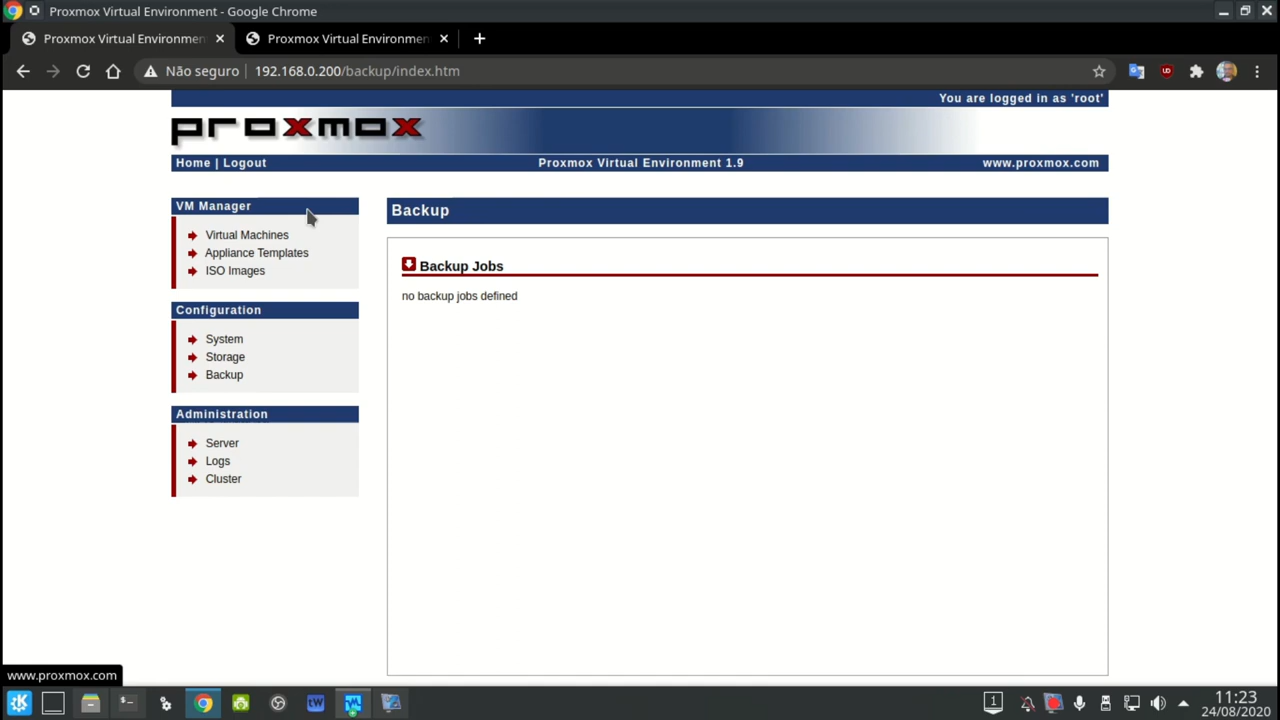 Proxmox Virtual Environment - Google Chrome
Proxmox Virtual Environmen
Proxmox Virtual Environmen
Não seguro
192.168.0.200/backup/index.htm
You are logged in as 'root'
proxmox
Home | Logout
Proxmox Virtual Environment 1.9
www.proxmox.com
VM Manager
Virtual Machines
Appliance Templates
ISO Images
Configuration
System
Storage
Backup
Administration
Server
Logs
Cluster
Backup
Backup Jobs
no backup jobs defined
www.proxmox.com
1
11:23
24/08/2020